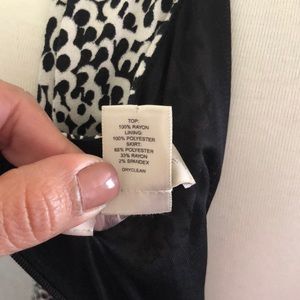 TOP:
100% RAYON
LINING:
100% POLYESTER
SKIRT:
65% POLYESTER
33% RAYON
2% SPANDEX
DRYCLEAN